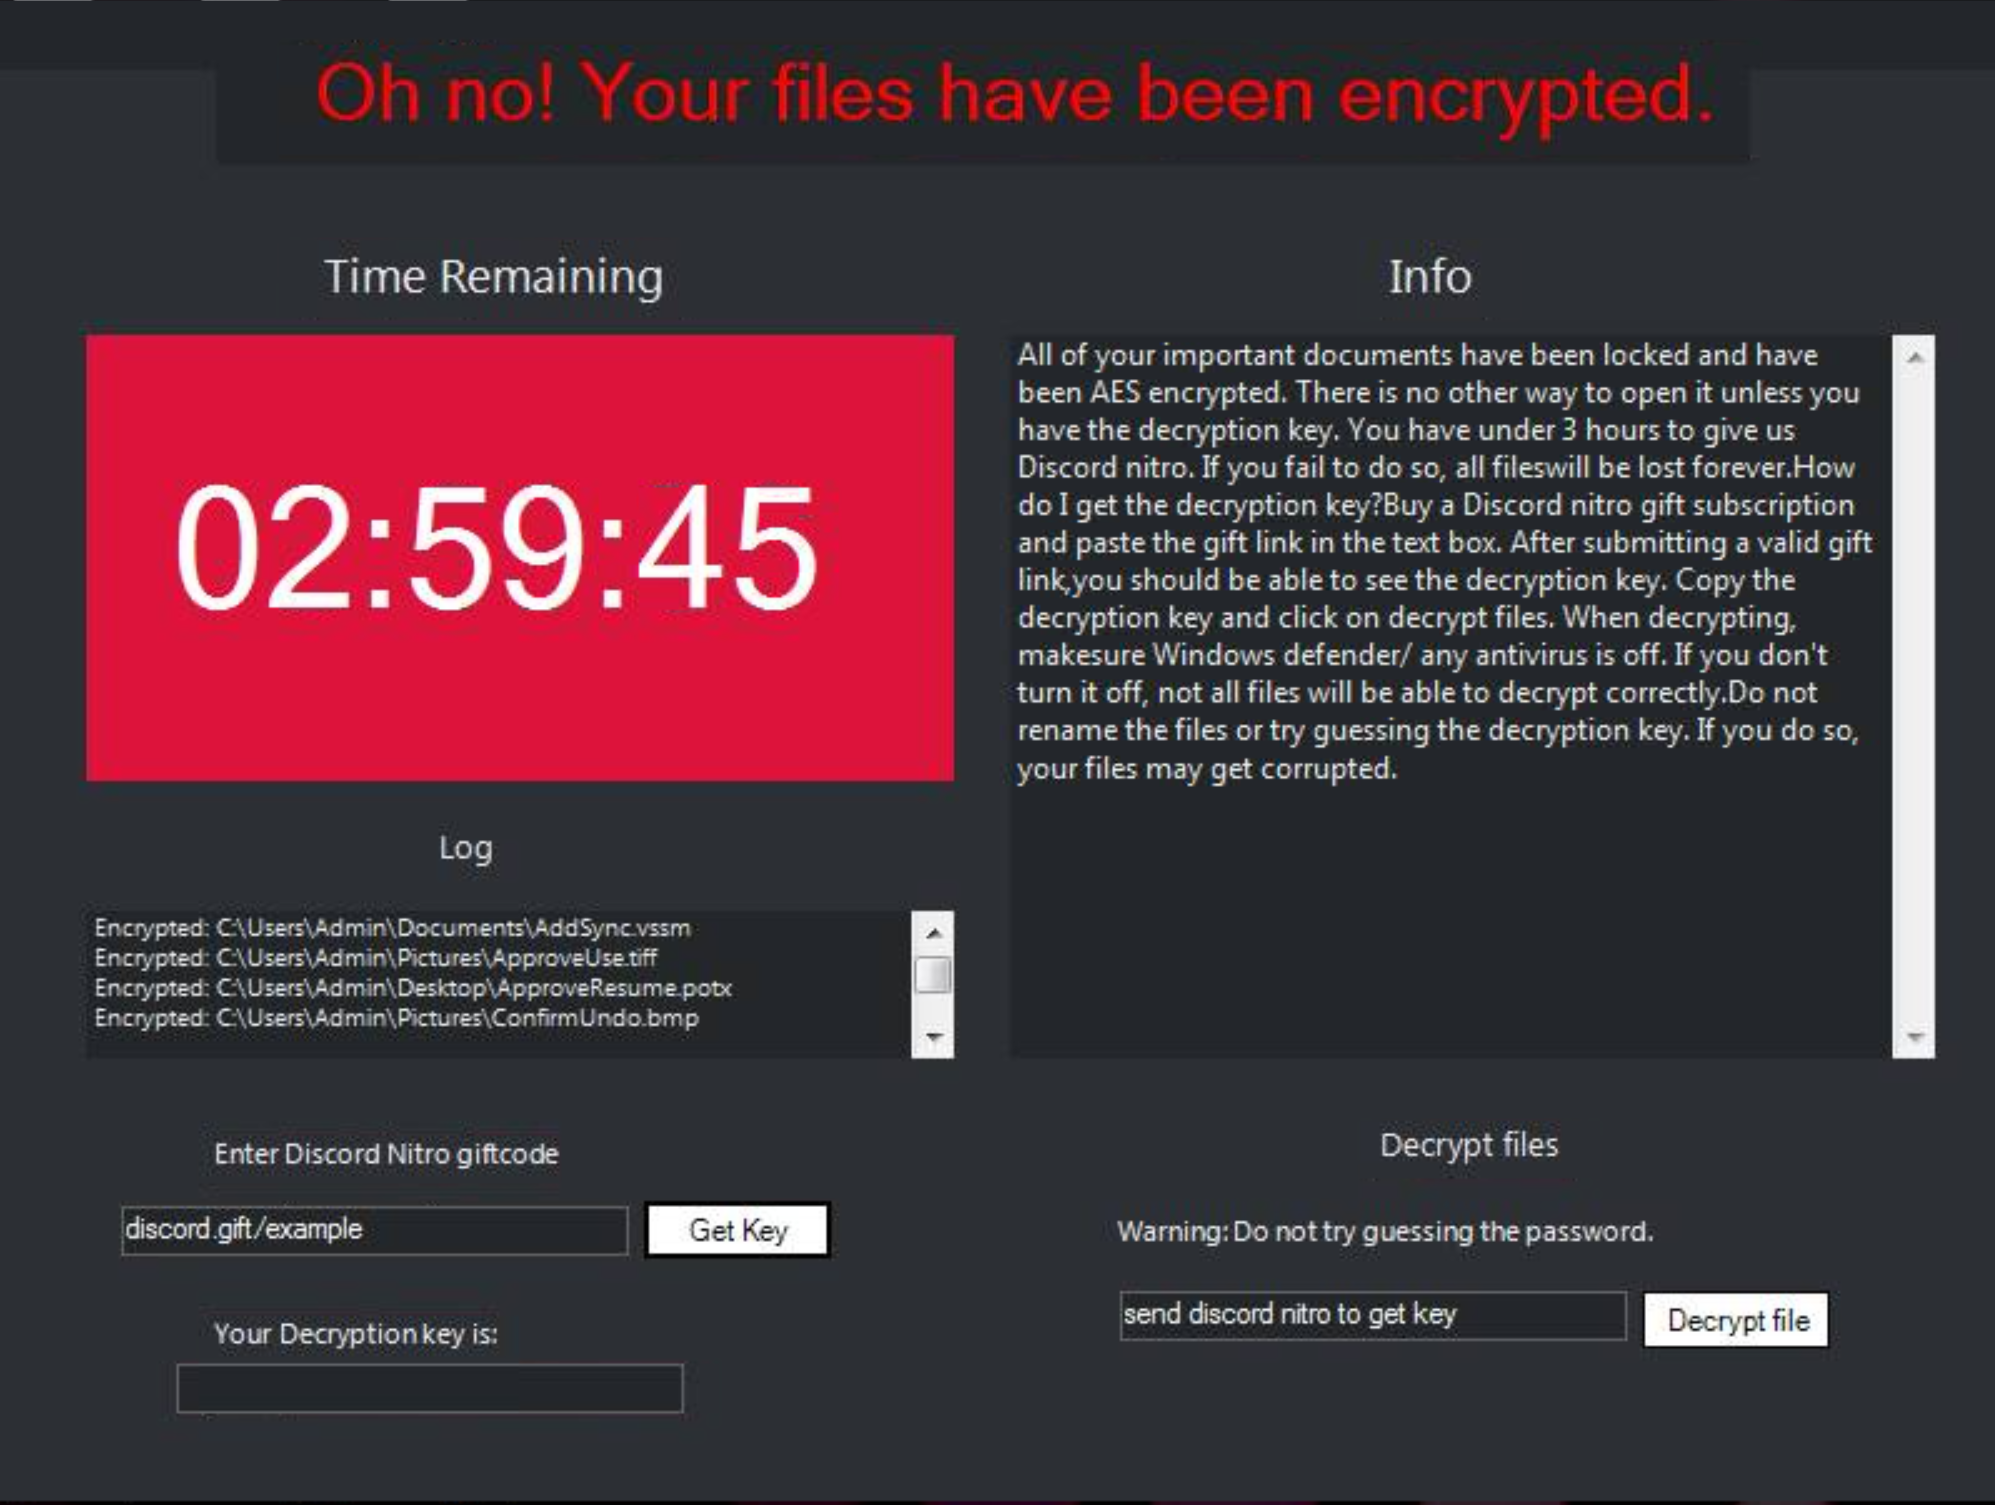 Oh no! Your files have been encrypted.
Time Remaining
02:59:45
Info
All of your important documents have been locked and have
been AES encrypted. There is no other way to open it unless you
have the decryption key. You have under 3 hours to give us
Discord nitro. If you fail to do so, all fileswill be lost forever.How
do I get the decryption key?Buy a Discord nitro gift subscription
and paste the gift link in the text box. After submitting a valid gift
link,you should be able to see the decryption key. Copy the
decryption key and click on decrypt files. When decrypting,
makesure Windows defender/ any antivirus is off. If you don't
turn it off, not all files will be able to decrypt correctly.Do not
rename the files or try guessing the decryption key. If you do so,
your files may get corrupted.
Log
Encrypted: C:\Users\Admin\Documents\AddSync.vssm
Encrypted: C:\Users\Admin\Pictures\ApproveUse.tiff
Encrypted: C:\Users\Admin\Desktop\ApproveResume.potx
Encrypted: C:\Users\Admin\Pictures\ConfirmUndo.bmp
Enter Discord Nitro giftcode
discord.gift/example
Get Key
Your Decryption key is:
Decrypt files
Warning: Do not try guessing the password.
send discord nitro to get key
Decrypt file